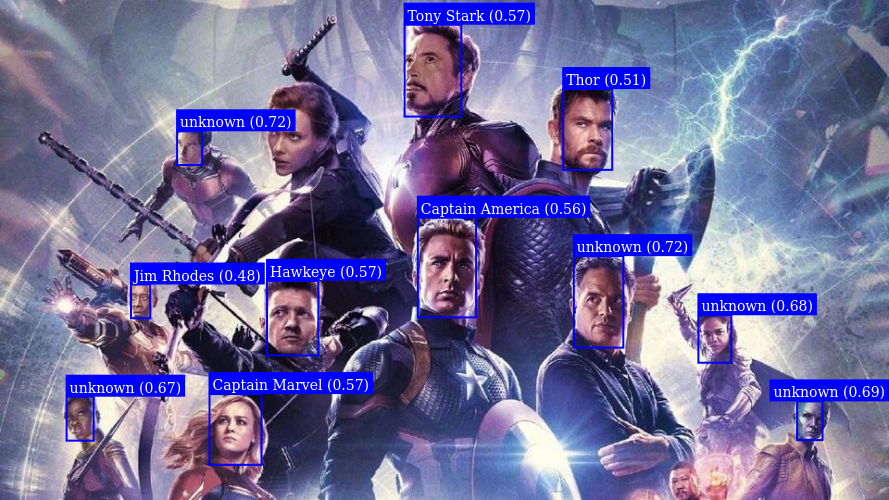 Tony Stark (0.57)
Thor (0.51)
unknown (0.72)
Captain America (0.56)
unknown (0.72)
Jim Rhodes (0.48)
Hawkeye (0.57)
unknown (0.68)
unknown (0.67)
Captain Marvel (0.57)
unknown (0.69)